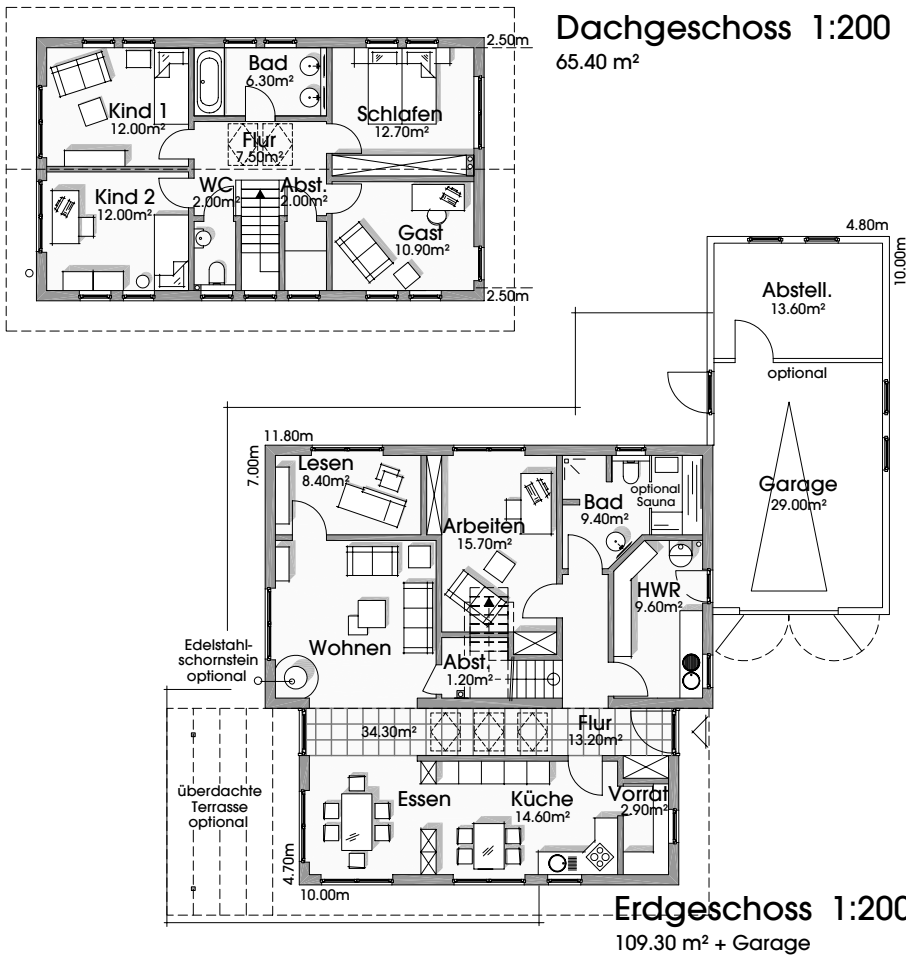 Dachgeschoss 1:200
65.40 m²
2.50m
Bad
6.30m²
Kind 1
12.00m²
Schlafen
12.70m²
Flur
7.50m²
WC
2.00m²
Abst.
2.00m²
Kind 2
12.00m²
Gast
10.90m²
2.50m
4.80m
10.00m
Abstell.
13.60m²
optional
Garage
29.00m²
11.80m
7.00m
Lesen
8.40m²
Arbeiten
15.70m²
Bad
9.40m²
optional
Sauna
HWR
9.60m²
Wohnen
Abst.
1.20m²
Edelstahl-
schornstein
optional
34.30m²
Flur
13.20m²
überdachte
Terrasse
optional
Essen
Küche
14.60m²
Vorrat
2.90m²
4.70m
10.00m
Erdgeschoss 1:200
109.30 m² + Garage